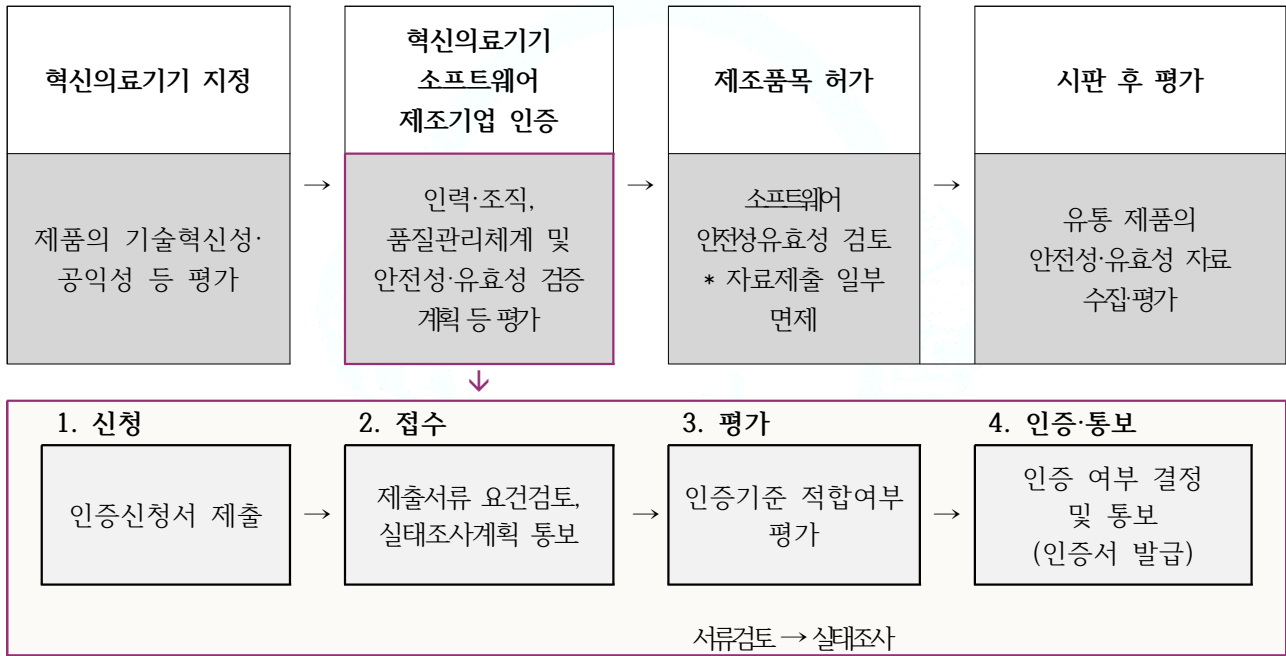 혁신의료기기 지정
혁신의료기기
소프트웨어
제조기업 인증
제조품목 허가
시판 후 평가
제품의 기술혁신성·
공익성 등 평가
→
인력·조직,
품질관리체계 및
안전성·유효성 검증
계획 등 평가
→
소프트웨어
안전성·유효성 검토
* 자료제출 일부
면제
→
유통 제품의
안전성·유효성 자료
수집·평가
↓
1. 신청
2. 접수
3. 평가
4. 인증·통보
인증신청서 제출
→
제출서류 요건검토,
실태조사계획 통보
→
인증기준 적합여부
평가
→
인증 여부 결정
및 통보
(인증서 발급)
서류검토 → 실태조사